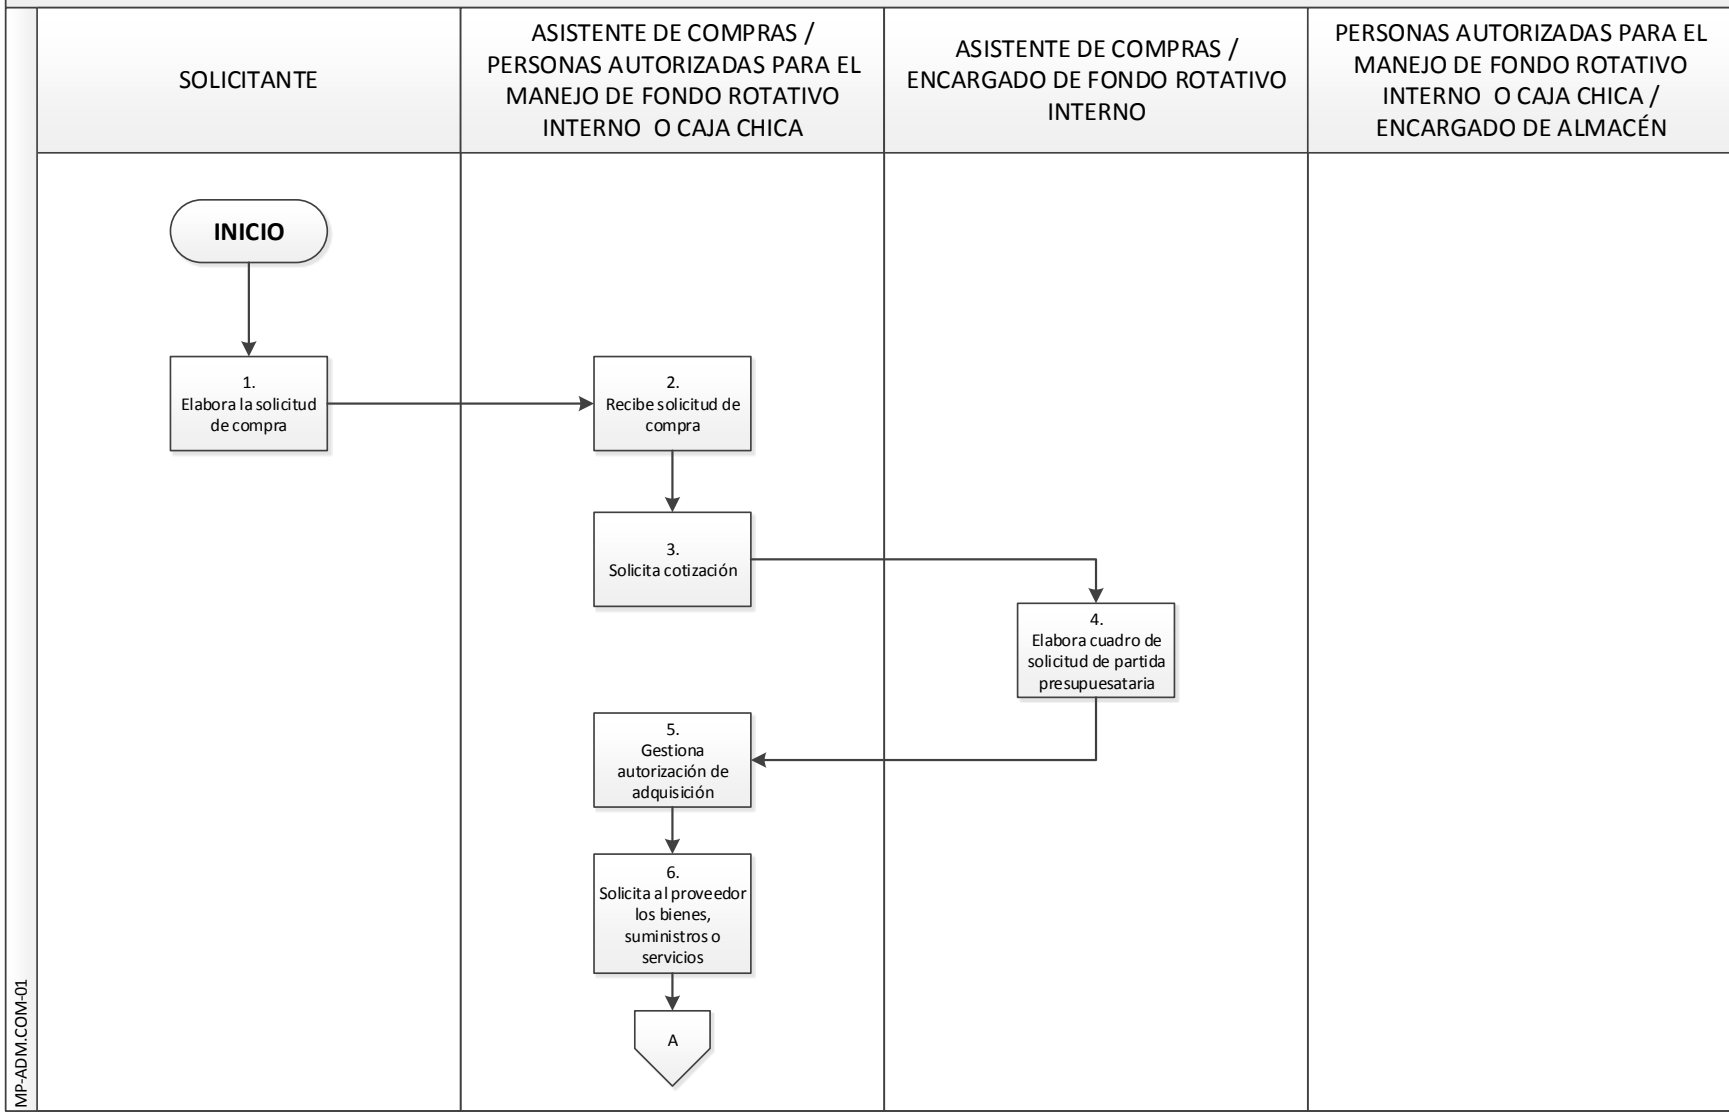 SOLICITANTE
ASISTENTE DE COMPRAS /
PERSONAS AUTORIZADAS PARA EL
MANEJO DE FONDO ROTATIVO
INTERNO O CAJA CHICA
ASISTENTE DE COMPRAS /
ENCARGADO DE FONDO ROTATIVO
INTERNO
PERSONAS AUTORIZADAS PARA EL
MANEJO DE FONDO ROTATIVO
INTERNO O CAJA CHICA /
ENCARGADO DE ALMACÉN
INICIO
1.
Elabora la solicitud
de compra
2.
Recibe solicitud de
compra
3.
Solicita cotización
4.
Elabora cuadro de
solicitud de partida
presupuesataria
5.
Gestiona
autorización de
adquisición
6.
Solicita al proveedor
los bienes,
suministros o
servicios
A
MP-ADM.COM-01